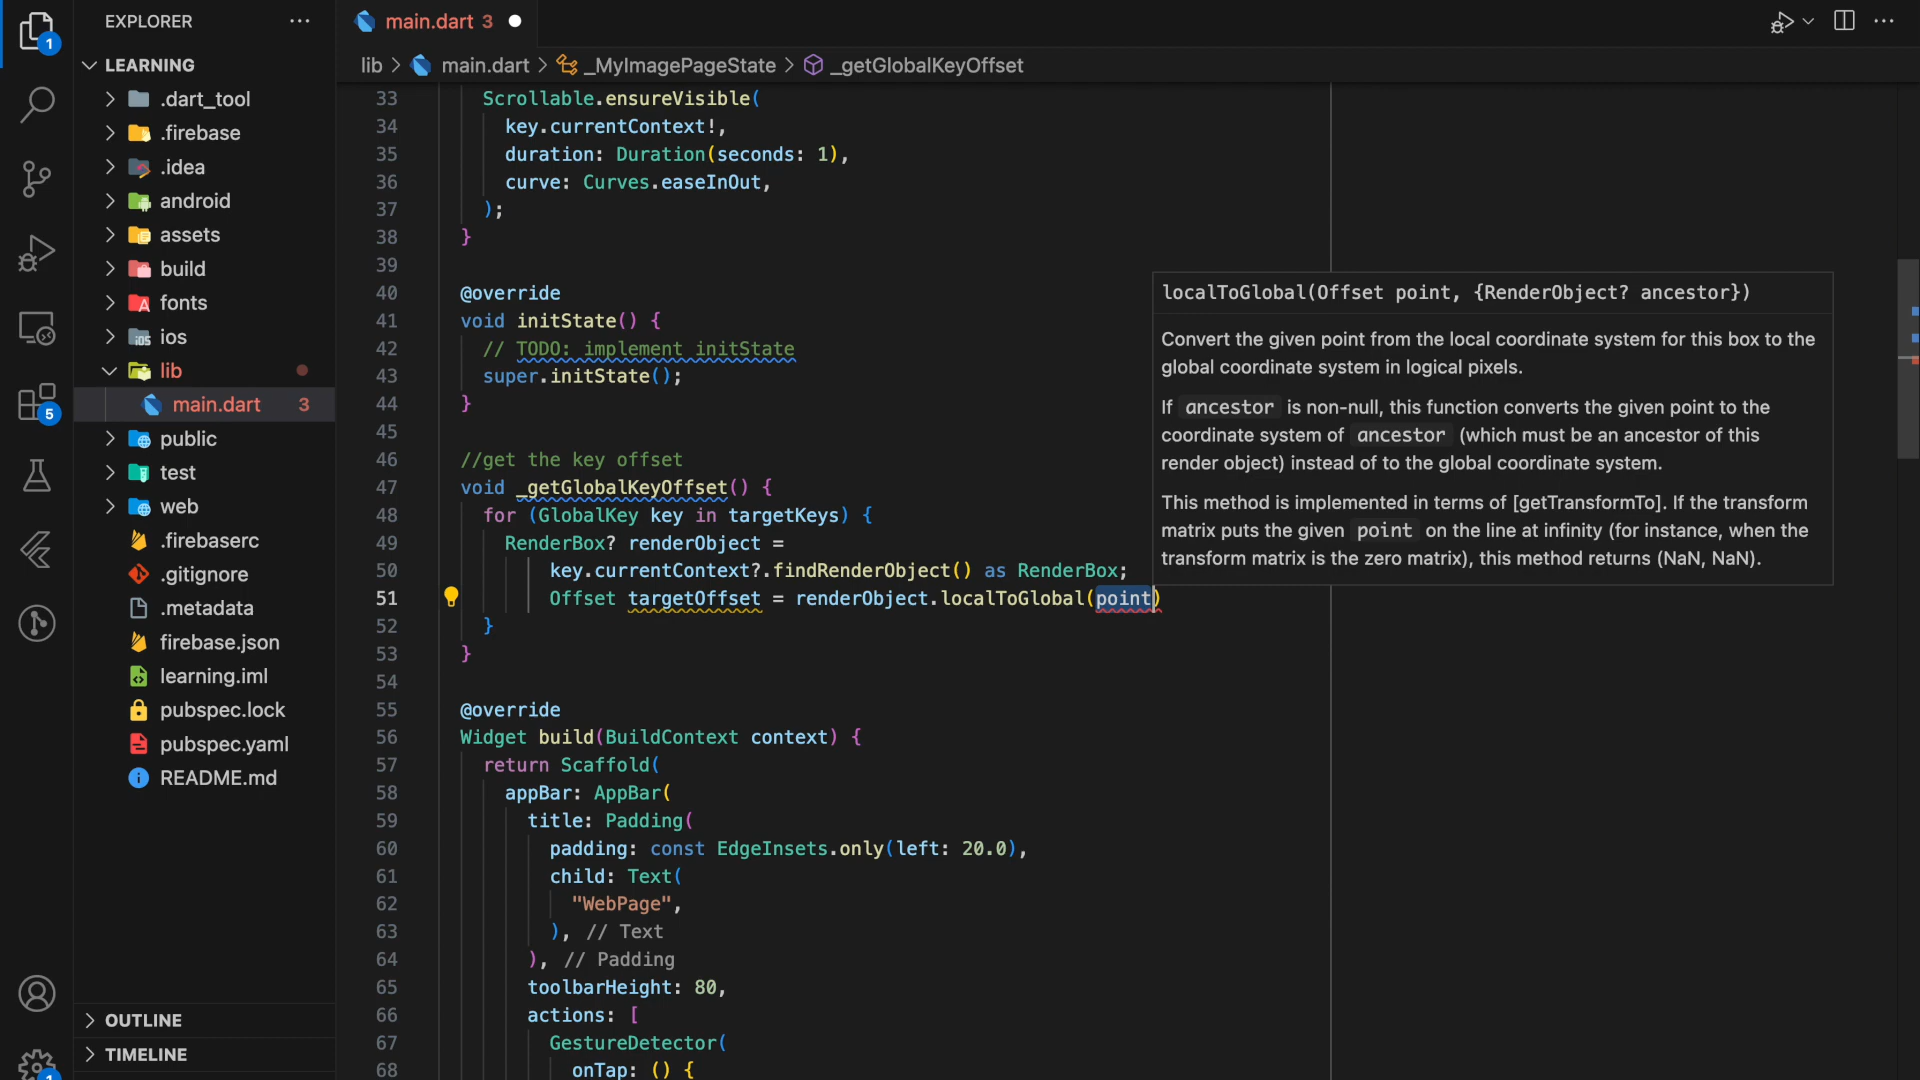 EXPLORER
LEARNING
.dart_tool
.firebase
.idea
android
assets
build
fonts
ios
lib
main.dart 3
public
test
web
.firebaserc
.gitignore
.metadata
firebase.json
learning.iml
pubspec.lock
pubspec.yaml
README.md
OUTLINE
TIMELINE
1
5
1
main.dart 3
lib > main.dart > _MyImagePageState > _getGlobalKeyOffset
33 Scrollable.ensureVisible(
34 key.currentContext!,
35 duration: Duration(seconds: 1),
36 curve: Curves.easeInOut,
37 );
38 }
39
40 @override
41 void initState() {
42 // TODO: implement initState
43 super.initState();
44 }
45
46 //get the key offset
47 void _getGlobalKeyOffset() {
48 for (GlobalKey key in targetKeys) {
49 RenderBox? renderObject =
50 key.currentContext?.findRenderObject() as RenderBox;
51 Offset targetOffset = renderObject.localToGlobal(point)
52 }
53 }
54
55 @override
56 Widget build(BuildContext context) {
57 return Scaffold(
58 appBar: AppBar(
59 title: Padding(
60 padding: const EdgeInsets.only(left: 20.0),
61 child: Text(
62 "WebPage",
63 ), // Text
64 ), // Padding
65 toolbarHeight: 80,
66 actions: [
67 GestureDetector(
68 onTap: () {
localToGlobal(Offset point, {RenderObject? ancestor})
Convert the given point from the local coordinate system for this box to the
global coordinate system in logical pixels.
If ancestor is non-null, this function converts the given point to the
coordinate system of ancestor (which must be an ancestor of this
render object) instead of to the global coordinate system.
This method is implemented in terms of [getTransformTo]. If the transform
matrix puts the given point on the line at infinity (for instance, when the
transform matrix is the zero matrix), this method returns (NaN, NaN).